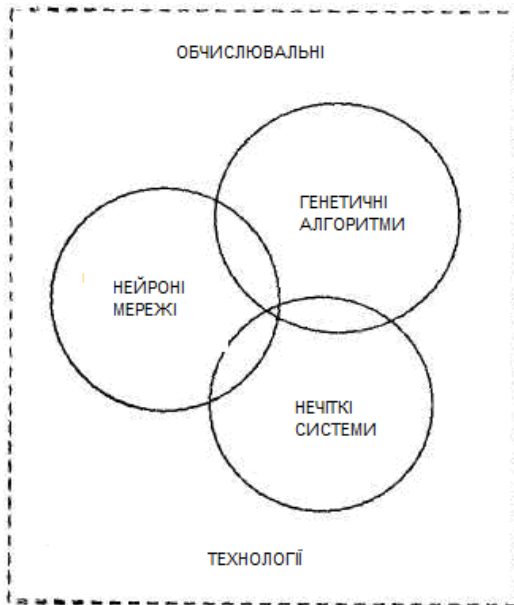 ОБЧИСЛЮВАЛЬНІ
ГЕНЕТИЧНІ
АЛГОРИТМИ
НЕЙРОНІ
МЕРЕЖІ
НЕЧІТКІ
СИСТЕМИ
ТЕХНОЛОГІЇ